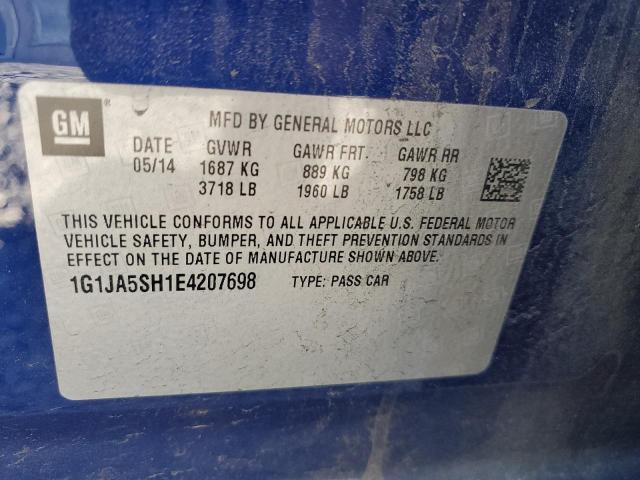 GM ®
MFD BY GENERAL MOTORS LLC
DATE GVWR GAWR FRT. GAWR RR
05/14 1687 KG 889 KG 798 KG
3718 LB 1960 LB 1758 LB
THIS VEHICLE CONFORMS TO ALL APPLICABLE U.S. FEDERAL MOTOR
VEHICLE SAFETY, BUMPER, AND THEFT PREVENTION STANDARDS IN
EFFECT ON THE DATE OF MANUFACTURE SHOWN ABOVE.
1G1JA5SH1E4207698 TYPE: PASS CAR